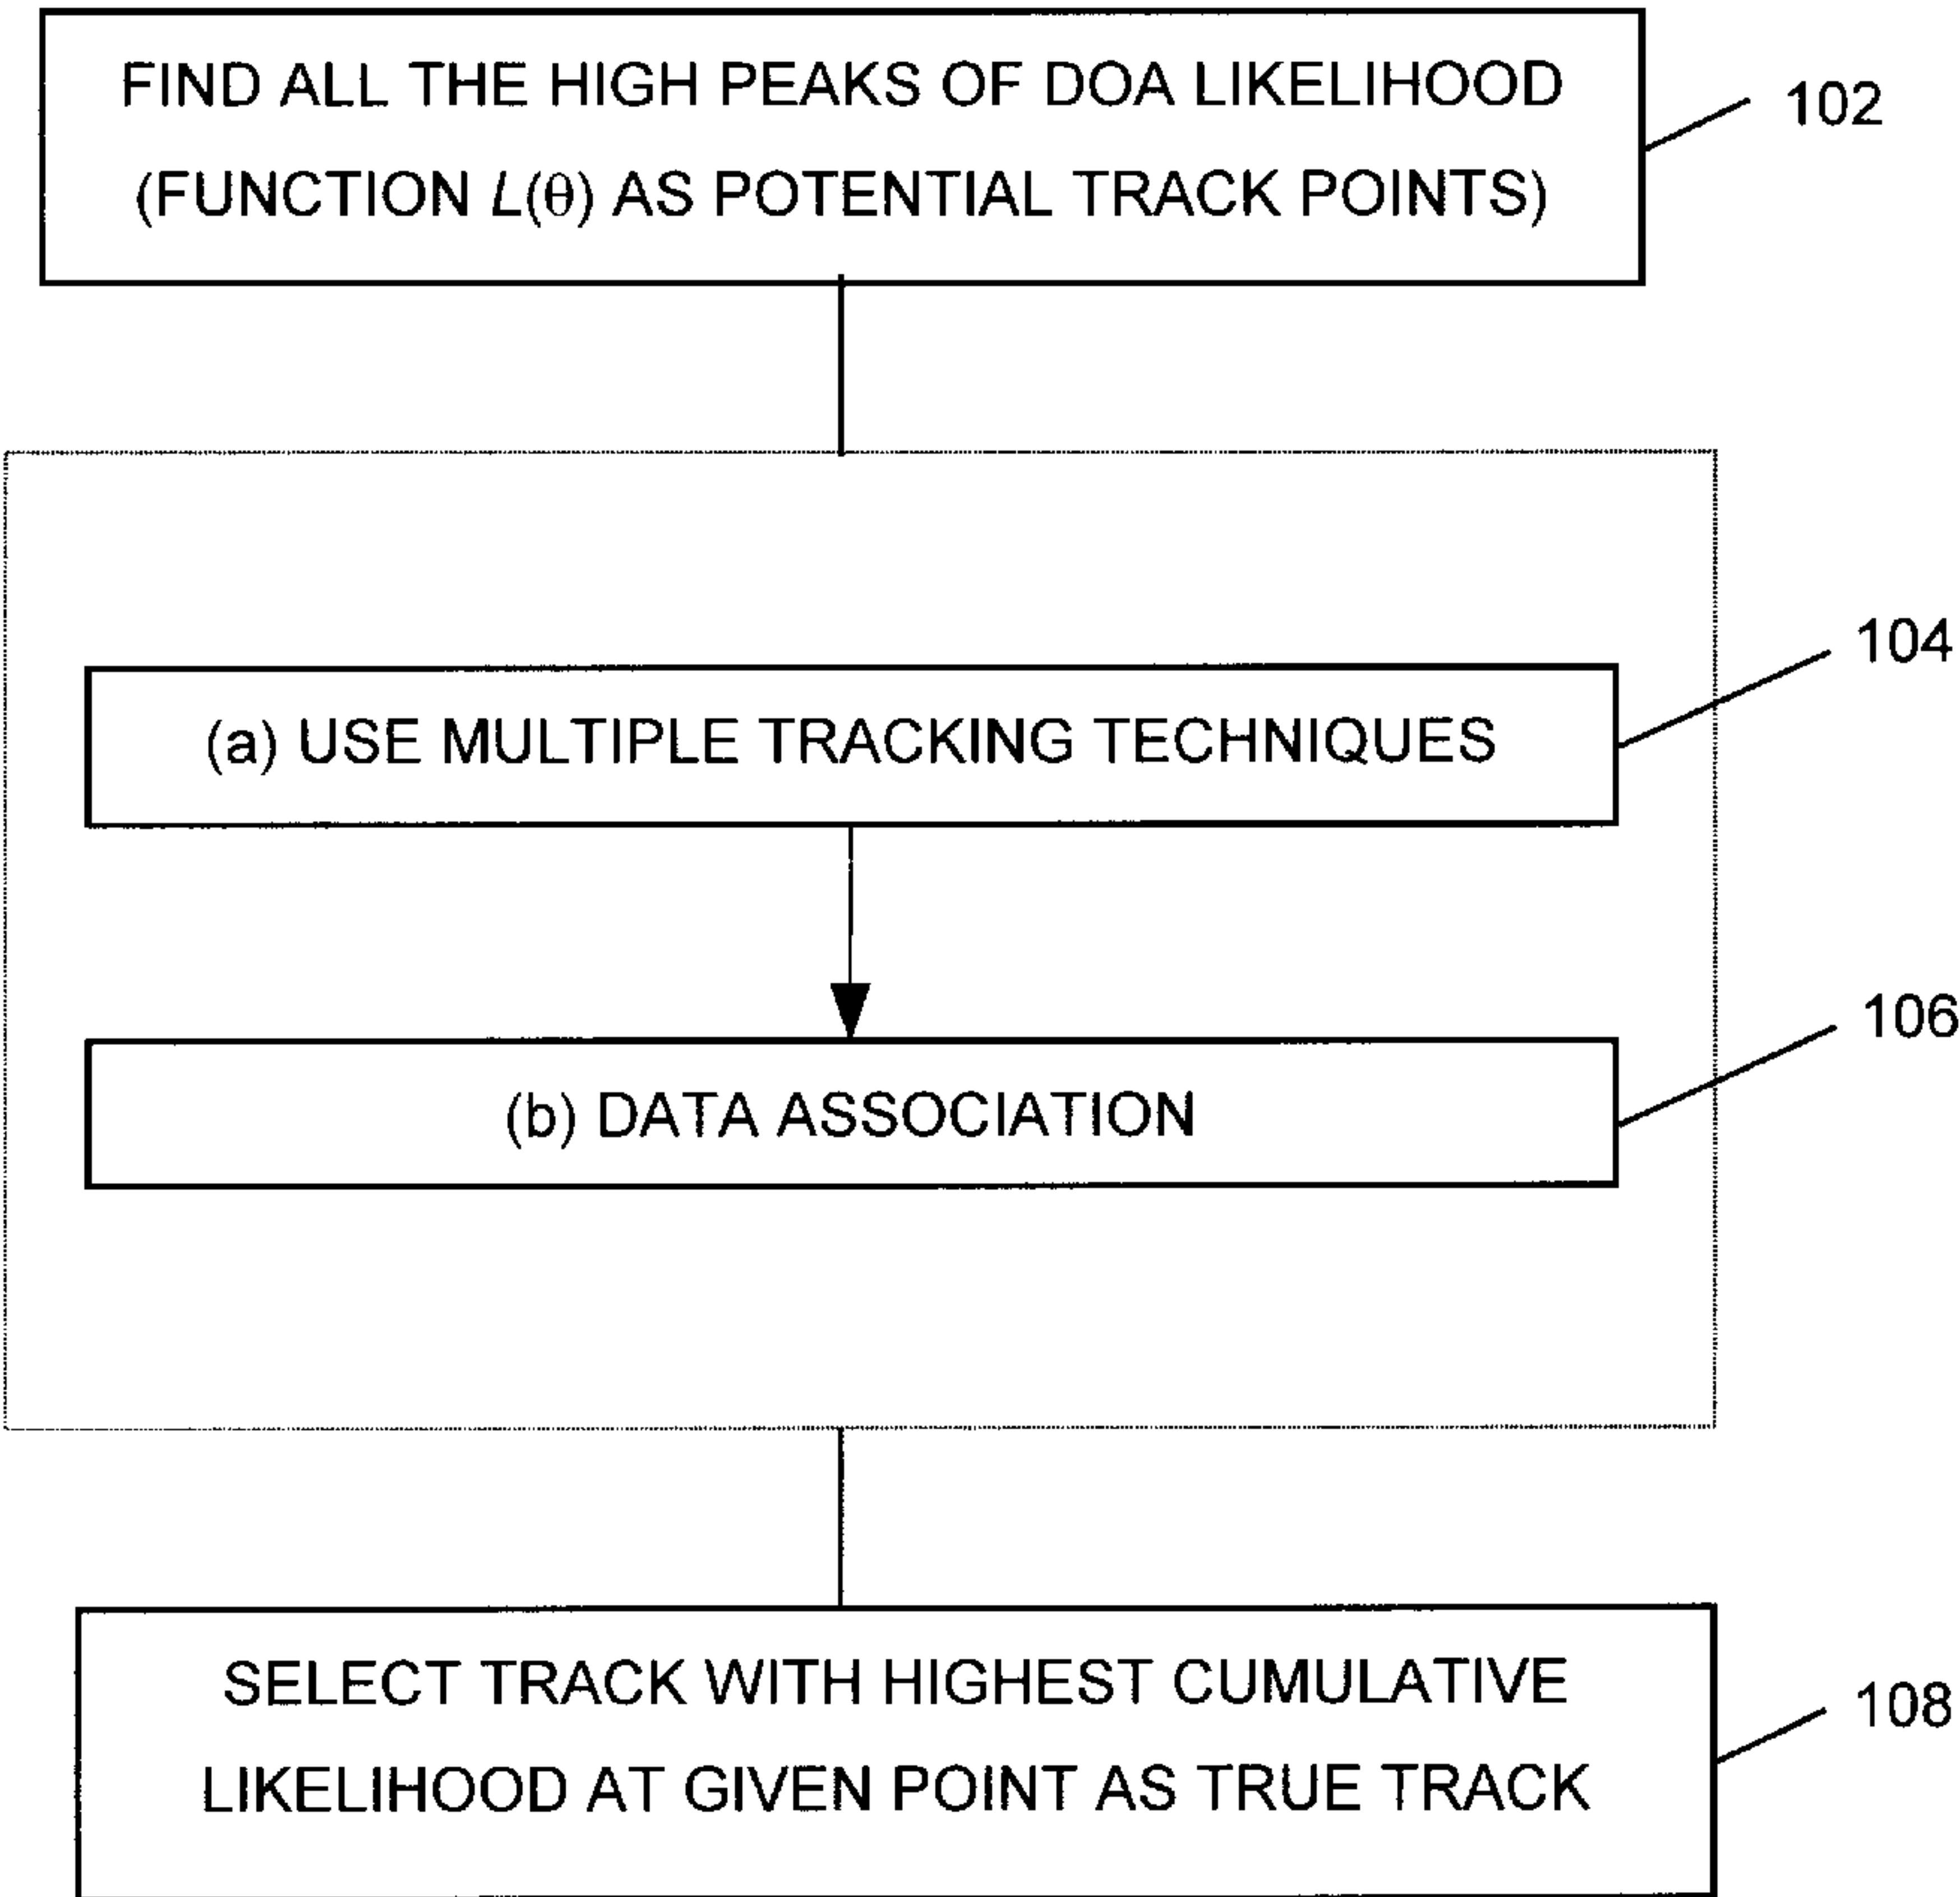 FIND ALL THE HIGH PEAKS OF DOA LIKELIHOOD
(FUNCTION L(θ) AS POTENTIAL TRACK POINTS)
102
104
(a) USE MULTIPLE TRACKING TECHNIQUES
106
(b) DATA ASSOCIATION
SELECT TRACK WITH HIGHEST CUMULATIVE
LIKELIHOOD AT GIVEN POINT AS TRUE TRACK
108